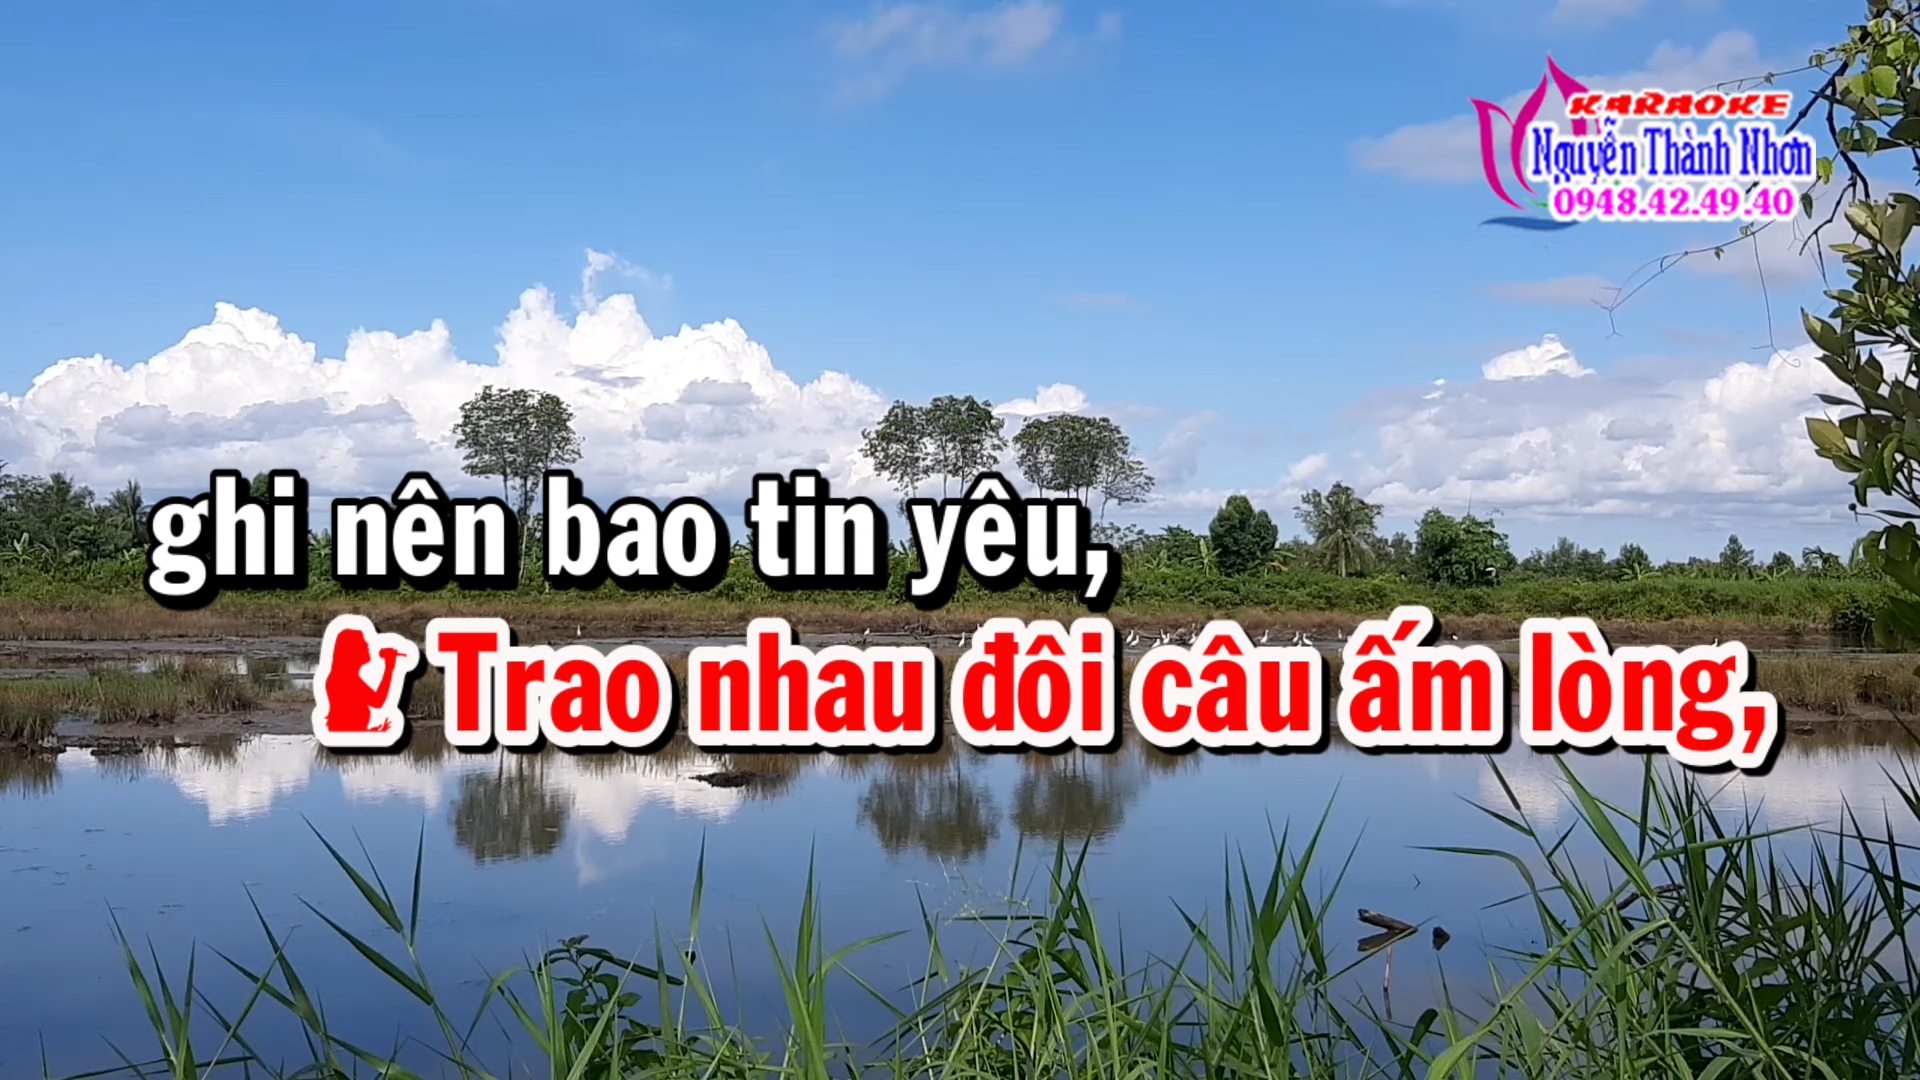 KARAOKE
Nguyễn Thành Nhơn
0948.42.49.40
ghi nên bao tin yêu,
Trao nhau đôi câu ấm lòng,